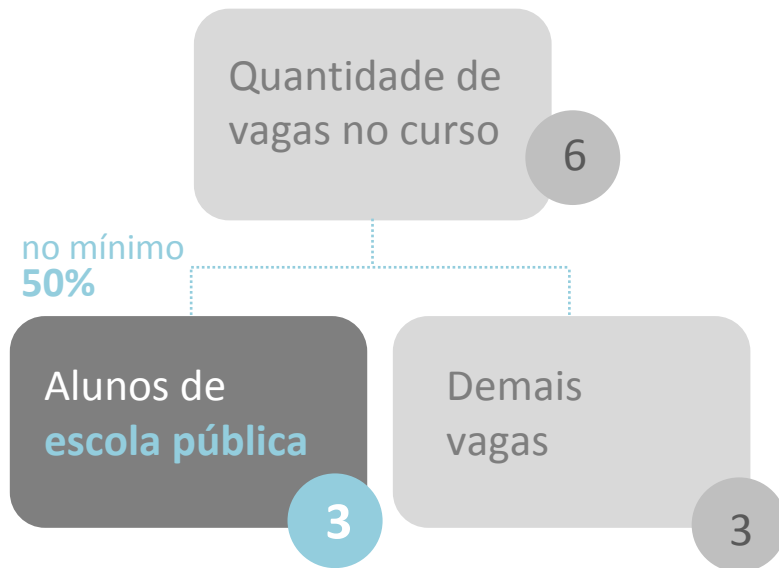 Quantidade de
vagas no curso
6
no mínimo
50%
Alunos de
escola pública
3
Demais
vagas
3